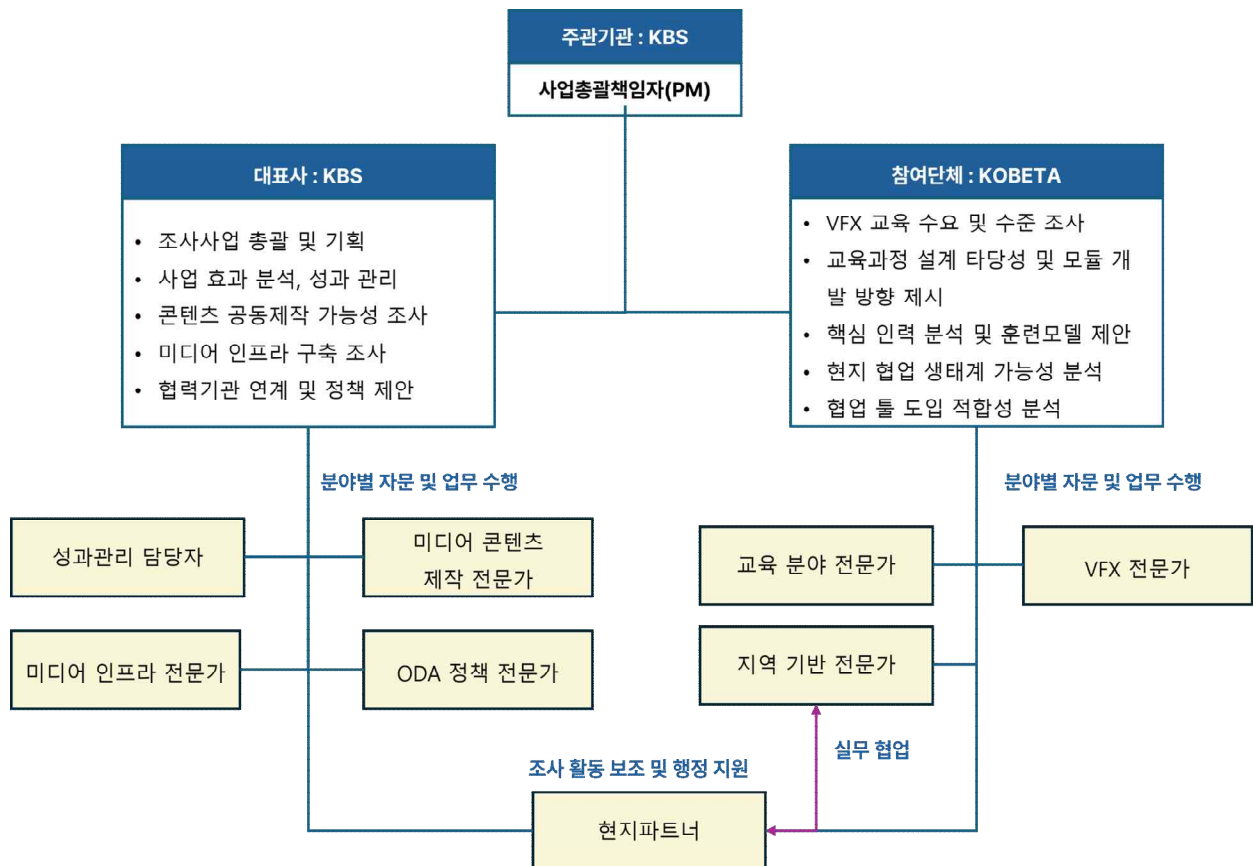 주관기관 : KBS
사업총괄책임자(PM)
대표사 : KBS
• 조사사업 총괄 및 기획
• 사업 효과 분석, 성과 관리
• 콘텐츠 공동제작 가능성 조사
• 미디어 인프라 구축 조사
• 협력기관 연계 및 정책 제안
참여단체 : KOBETA
• VFX 교육 수요 및 수준 조사
• 교육과정 설계 타당성 및 모듈 개
발 방향 제시
• 핵심 인력 분석 및 훈련모델 제안
• 현지 협업 생태계 가능성 분석
• 협업 툴 도입 적합성 분석
분야별 자문 및 업무 수행
분야별 자문 및 업무 수행
성과관리 담당자
미디어 콘텐츠
제작 전문가
교육 분야 전문가
VFX 전문가
미디어 인프라 전문가
ODA 정책 전문가
지역 기반 전문가
실무 협업
조사 활동 보조 및 행정 지원
현지파트너